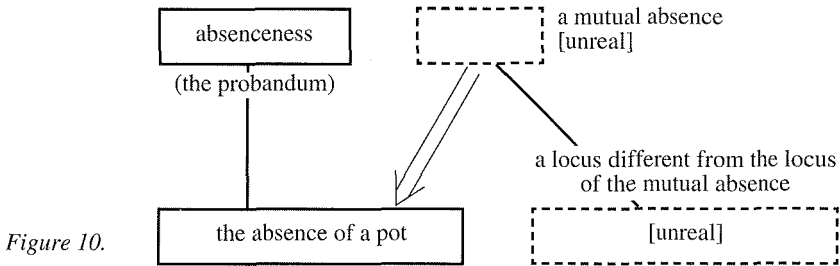 absenceness
a mutual absence
[unreal]
(the probandum)
a locus different from the locus
of the mutual absence
the absence of a pot
[unreal]
Figure 10.